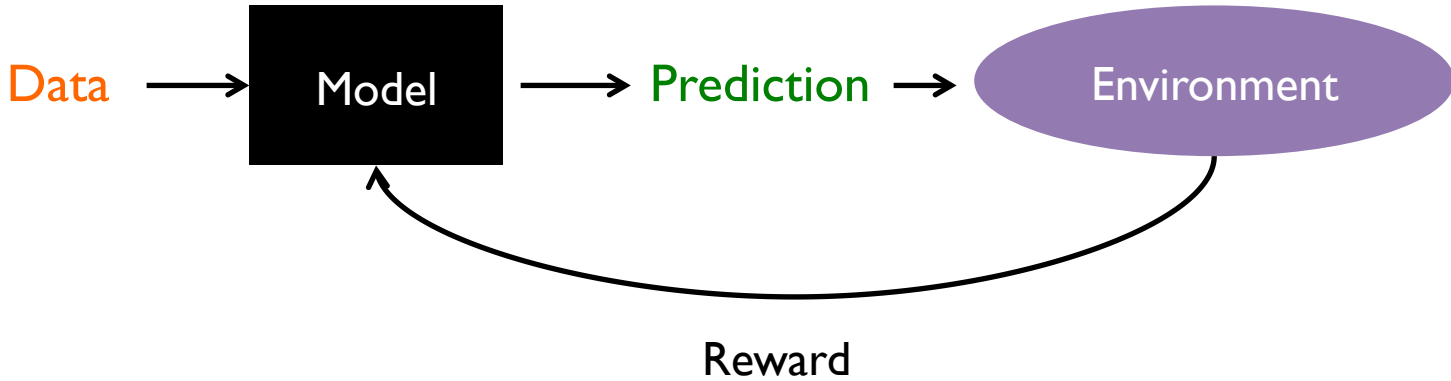 Data
Model
Prediction
Environment
Reward